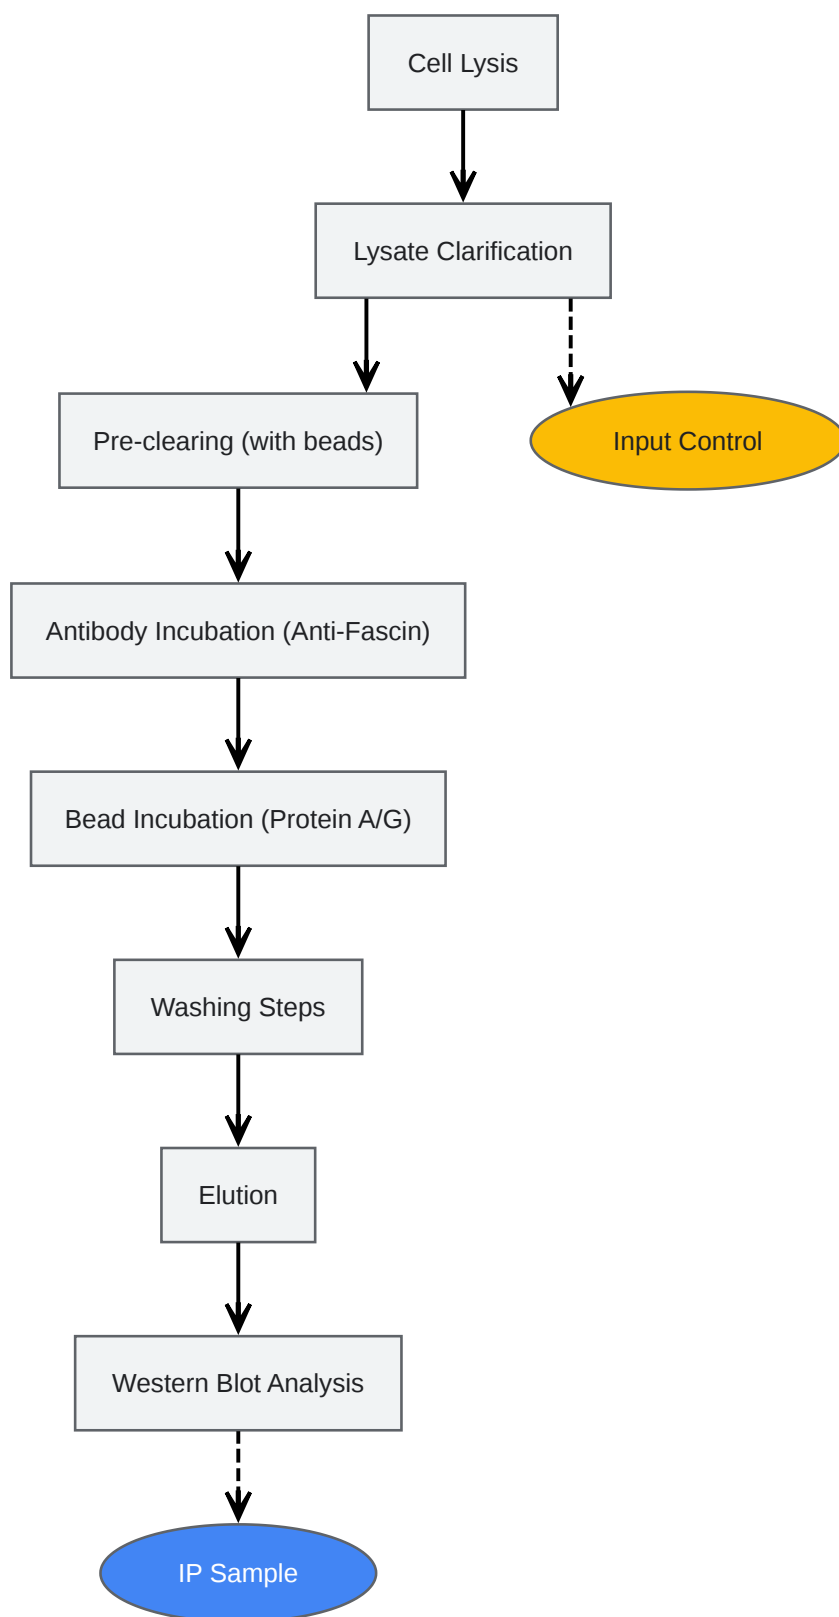 Cell Lysis
Lysate Clarification
Pre-clearing (with beads)
Input Control
Antibody Incubation (Anti-Fascin)
Bead Incubation (Protein A/G)
Washing Steps
Elution
Western Blot Analysis
IP Sample